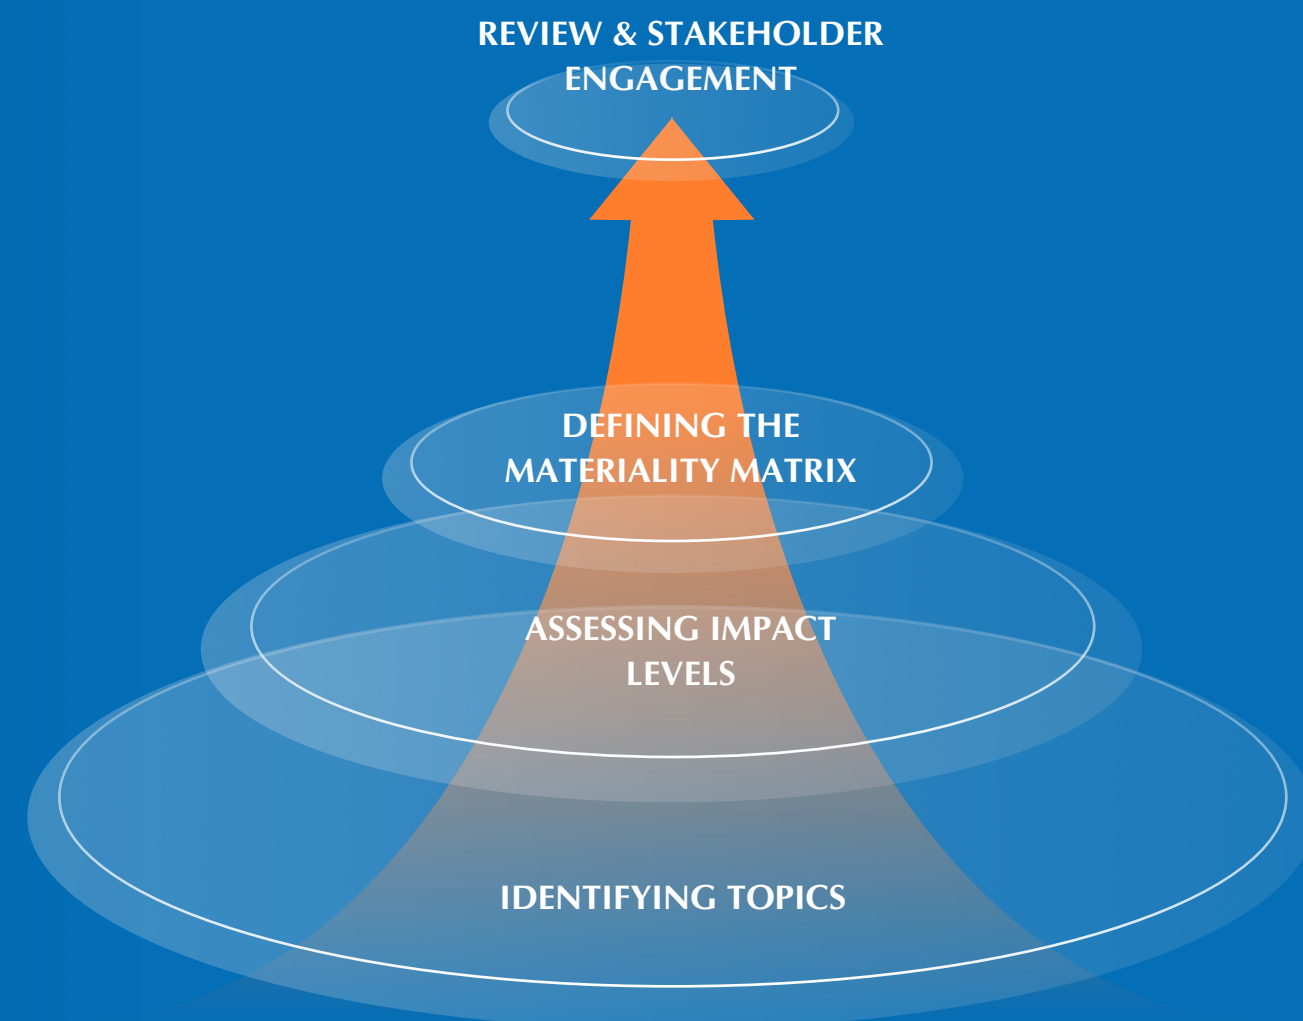 REVIEW & STAKEHOLDER
ENGAGEMENT
DEFINING THE
MATERIALITY MATRIX
ASSESSING IMPACT
LEVELS
IDENTIFYING TOPICS